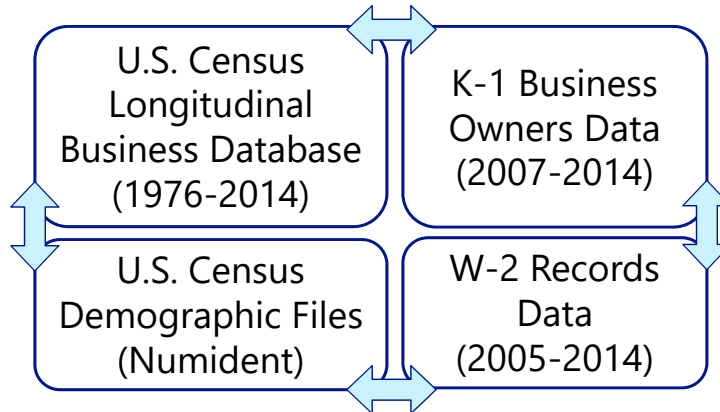 U.S. Census
Longitudinal
Business Database
(1976-2014)
K-1 Business
Owners Data
(2007-2014)
U.S. Census
Demographic Files
(Numident)
W-2 Records
Data
(2005-2014)